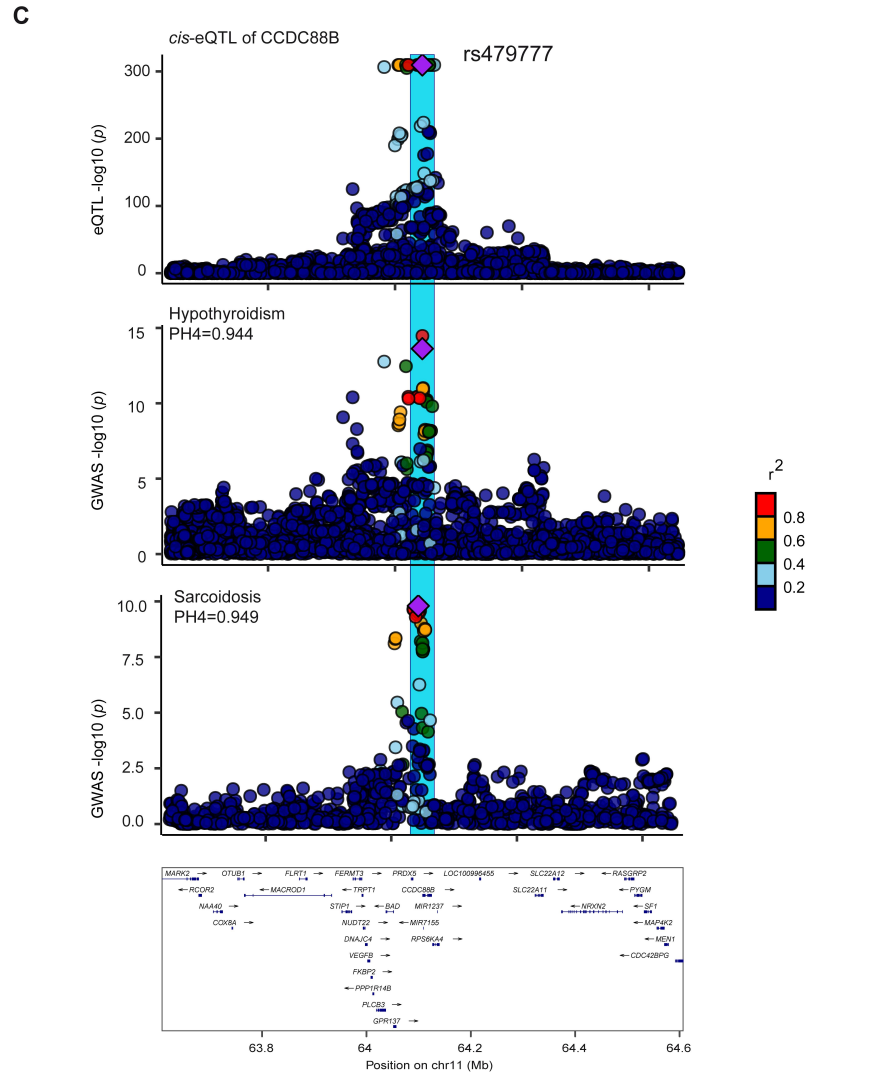 C
cis-eQTL of CCDC88B
rs479777
300
200
100
0
eQTL -log10 (p)
Hypothyroidism
PH4=0.944
15
10
5
0
GWAS -log10 (p)
r2
0.8
0.6
0.4
0.2
Sarcoidosis
PH4=0.949
10.0
7.5
5.0
2.5
0.0
GWAS -log10 (p)
MARK2 OTUB1 FLRT1 FERMT3 PRDX5 LOC100996455 SLC22A12 RASGRP2
RCOR2 MACROD1 TRPT1 CCDC88B SLC22A11 PYGM
NAA40 STIP1 BAD MIR1237 NRXN2 SF1
COX8A NUDT22 MIR7155 MAP4K2
DNAJC4 RPS6KA4 MEN1
VEGFB CDC42BPG
FKBP2
PPP1R14B
PLCB3
GPR137
63.8 64 64.2 64.4 64.6
Position on chr11 (Mb)